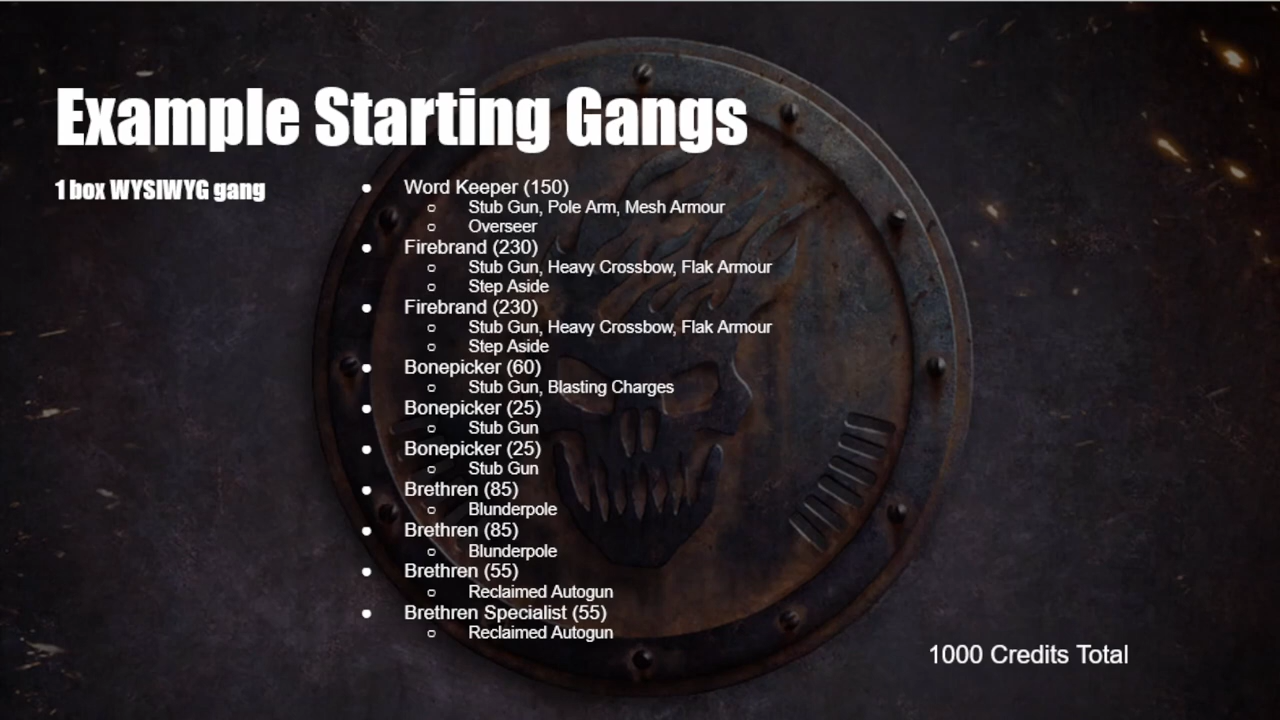 Example Starting Gangs
1 box WYSIWYG gang
● Word Keeper (150)
○ Stub Gun, Pole Arm, Mesh Armour
○ Overseer
● Firebrand (230)
○ Stub Gun, Heavy Crossbow, Flak Armour
○ Step Aside
● Firebrand (230)
○ Stub Gun, Heavy Crossbow, Flak Armour
○ Step Aside
● Bonepicker (60)
○ Stub Gun, Blasting Charges
● Bonepicker (25)
○ Stub Gun
● Bonepicker (25)
○ Stub Gun
● Brethren (85)
○ Blunderpole
● Brethren (85)
○ Blunderpole
● Brethren (55)
○ Reclaimed Autogun
● Brethren Specialist (55)
○ Reclaimed Autogun
1000 Credits Total